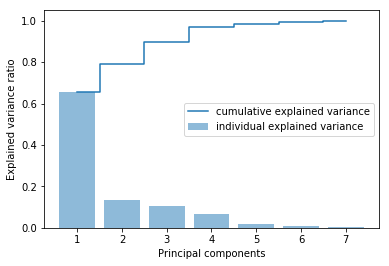 1.0
0.8
0.6
0.4
0.2
0.0
Explained variance ratio
cumulative explained variance
individual explained variance
1 2 3 4 5 6 7
Principal components